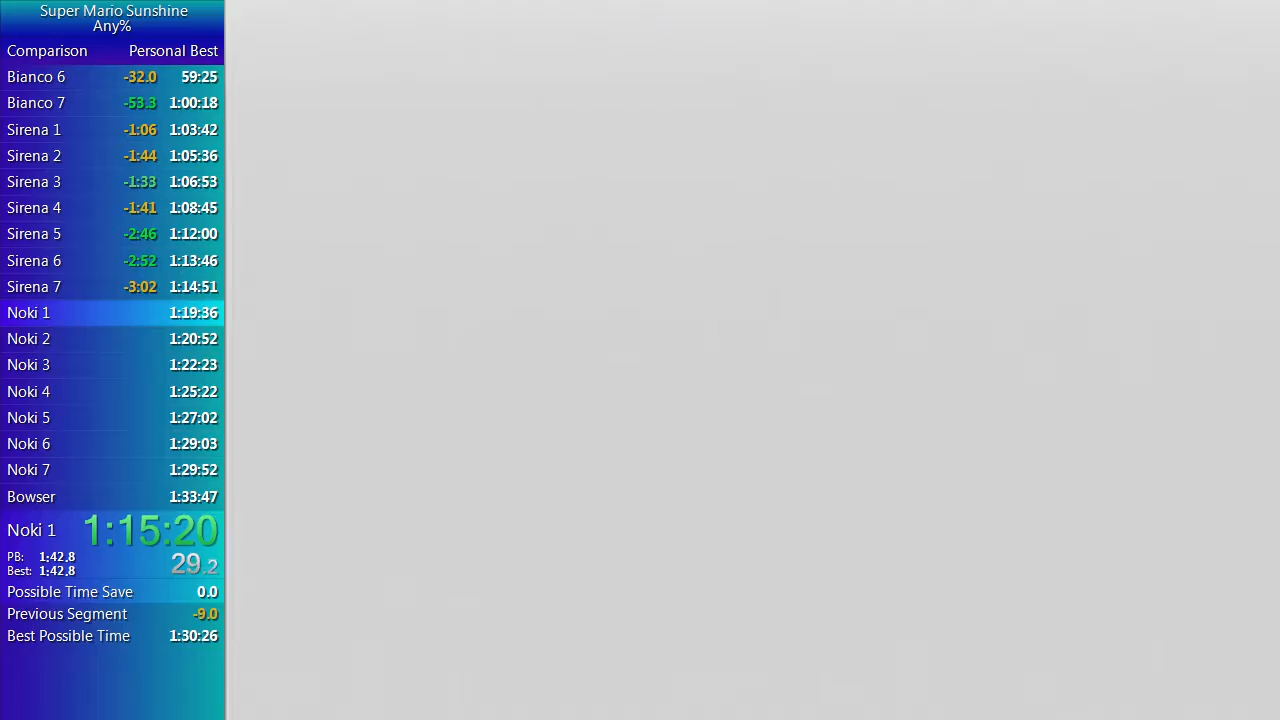 Super Mario Sunshine
Any%
Comparison Personal Best
Bianco 6 -32.0 59:25
Bianco 7 -53.3 1:00:18
Sirena 1 -1:06 1:03:42
Sirena 2 -1:44 1:05:36
Sirena 3 -1:33 1:06:53
Sirena 4 -1:41 1:08:45
Sirena 5 -2:46 1:12:00
Sirena 6 -2:52 1:13:46
Sirena 7 -3:02 1:14:51
Noki 1 1:19:36
Noki 2 1:20:52
Noki 3 1:22:23
Noki 4 1:25:22
Noki 5 1:27:02
Noki 6 1:29:03
Noki 7 1:29:52
Bowser 1:33:47
Noki 1 1:15:20
PB: 1:42.8
Best: 1:42.8 29.2
Possible Time Save 0.0
Previous Segment -9.0
Best Possible Time 1:30:26